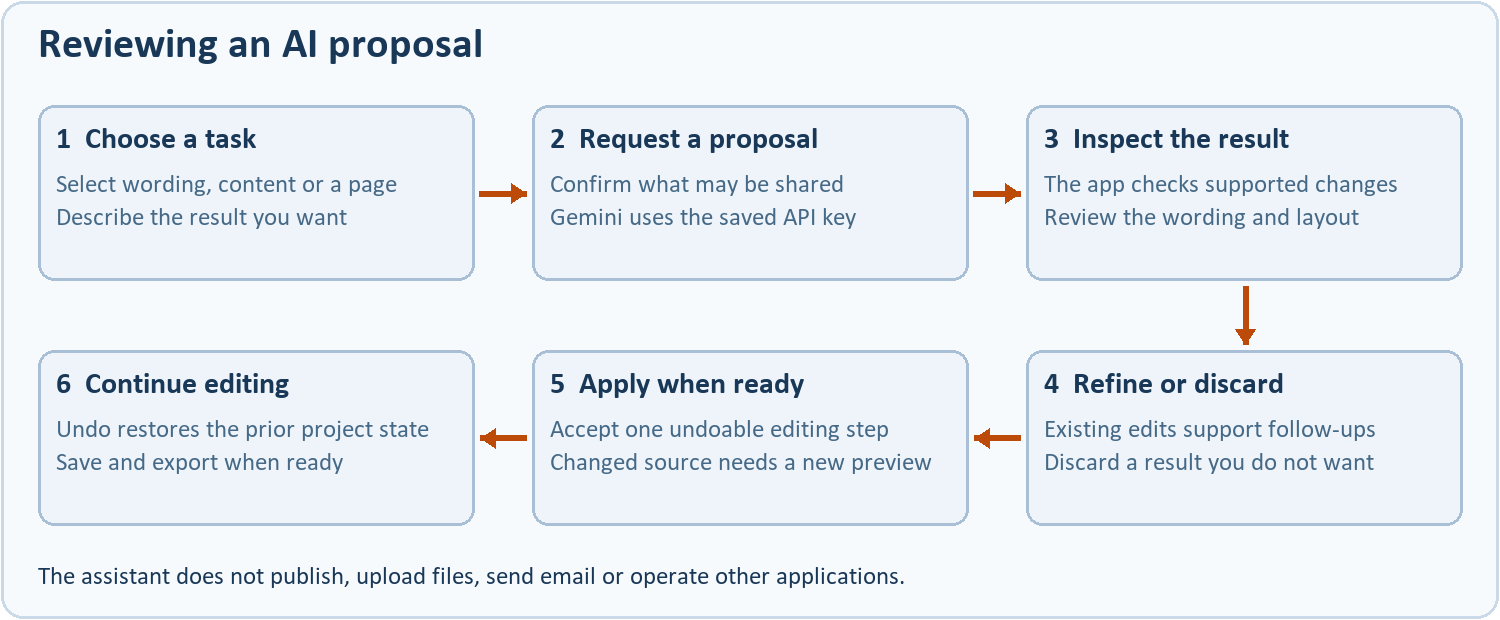 Reviewing an AI proposal
1 Choose a task
Select wording, content or a page
Describe the result you want
2 Request a proposal
Confirm what may be shared
Gemini uses the saved API key
3 Inspect the result
The app checks supported changes
Review the wording and layout
4 Refine or discard
Existing edits support follow-ups
Discard a result you do not want
5 Apply when ready
Accept one undoable editing step
Changed source needs a new preview
6 Continue editing
Undo restores the prior project state
Save and export when ready
The assistant does not publish, upload files, send email or operate other applications.